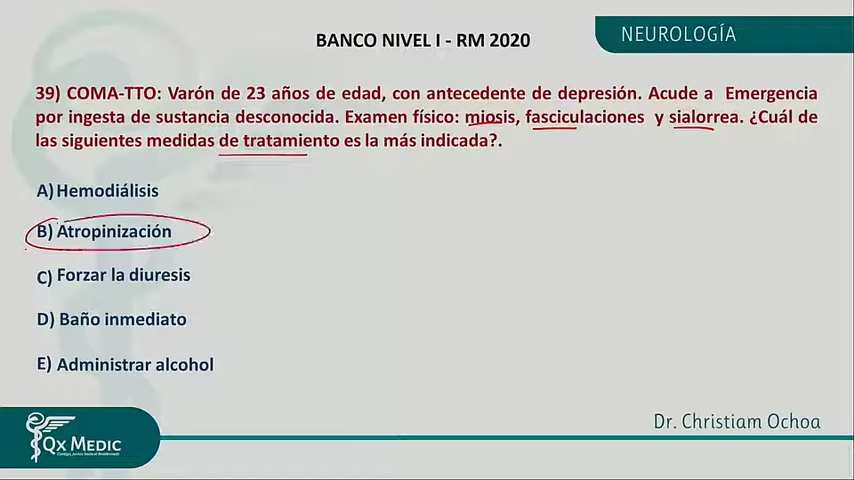 BANCO NIVEL I - RM 2020
NEUROLOGÍA
39) COMA-TTO: Varón de 23 años de edad, con antecedente de depresión. Acude a Emergencia
por ingesta de sustancia desconocida. Examen físico: miosis, fasciculaciones y sialorrea. ¿Cuál de
las siguientes medidas de tratamiento es la más indicada?.
A) Hemodiálisis
B) Atropinización
C) Forzar la diuresis
D) Baño inmediato
E) Administrar alcohol
Dr. Christiam Ochoa
QX MEDIC